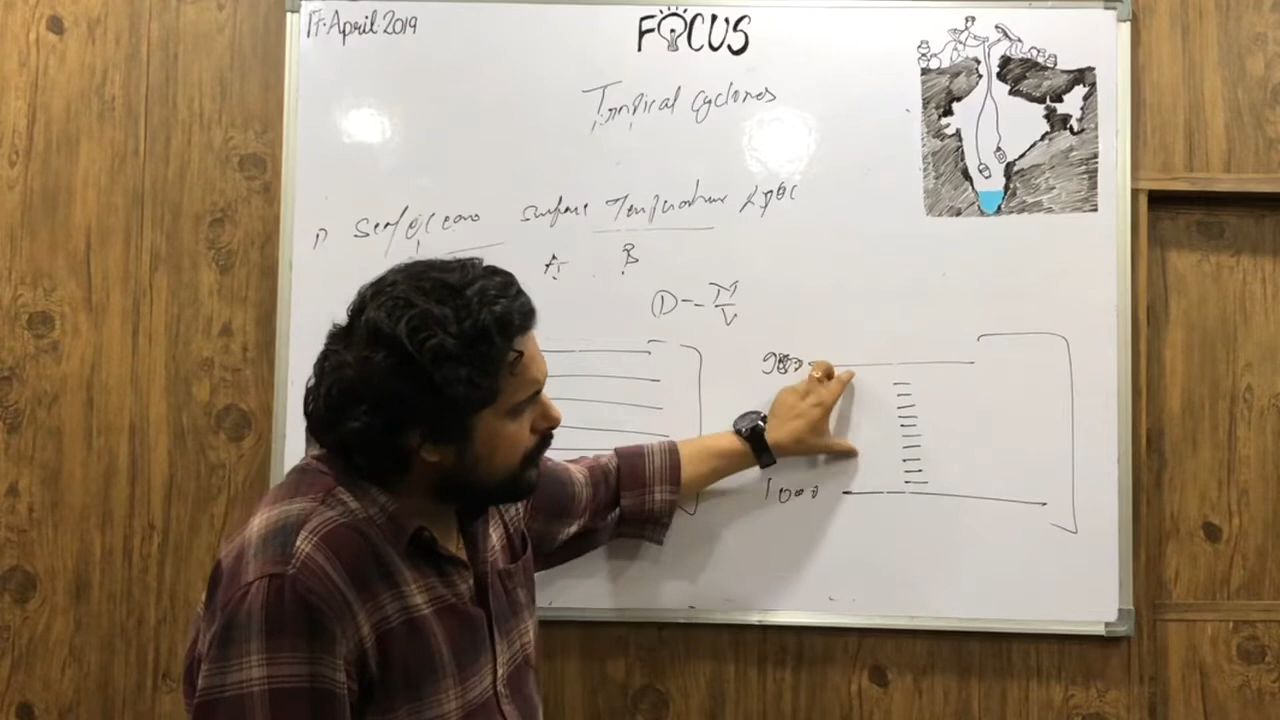 17 April 2019
FOCUS
Tropical cyclones
1) Sea/Ocean Surface Temperature
A B
D = M/V
1000